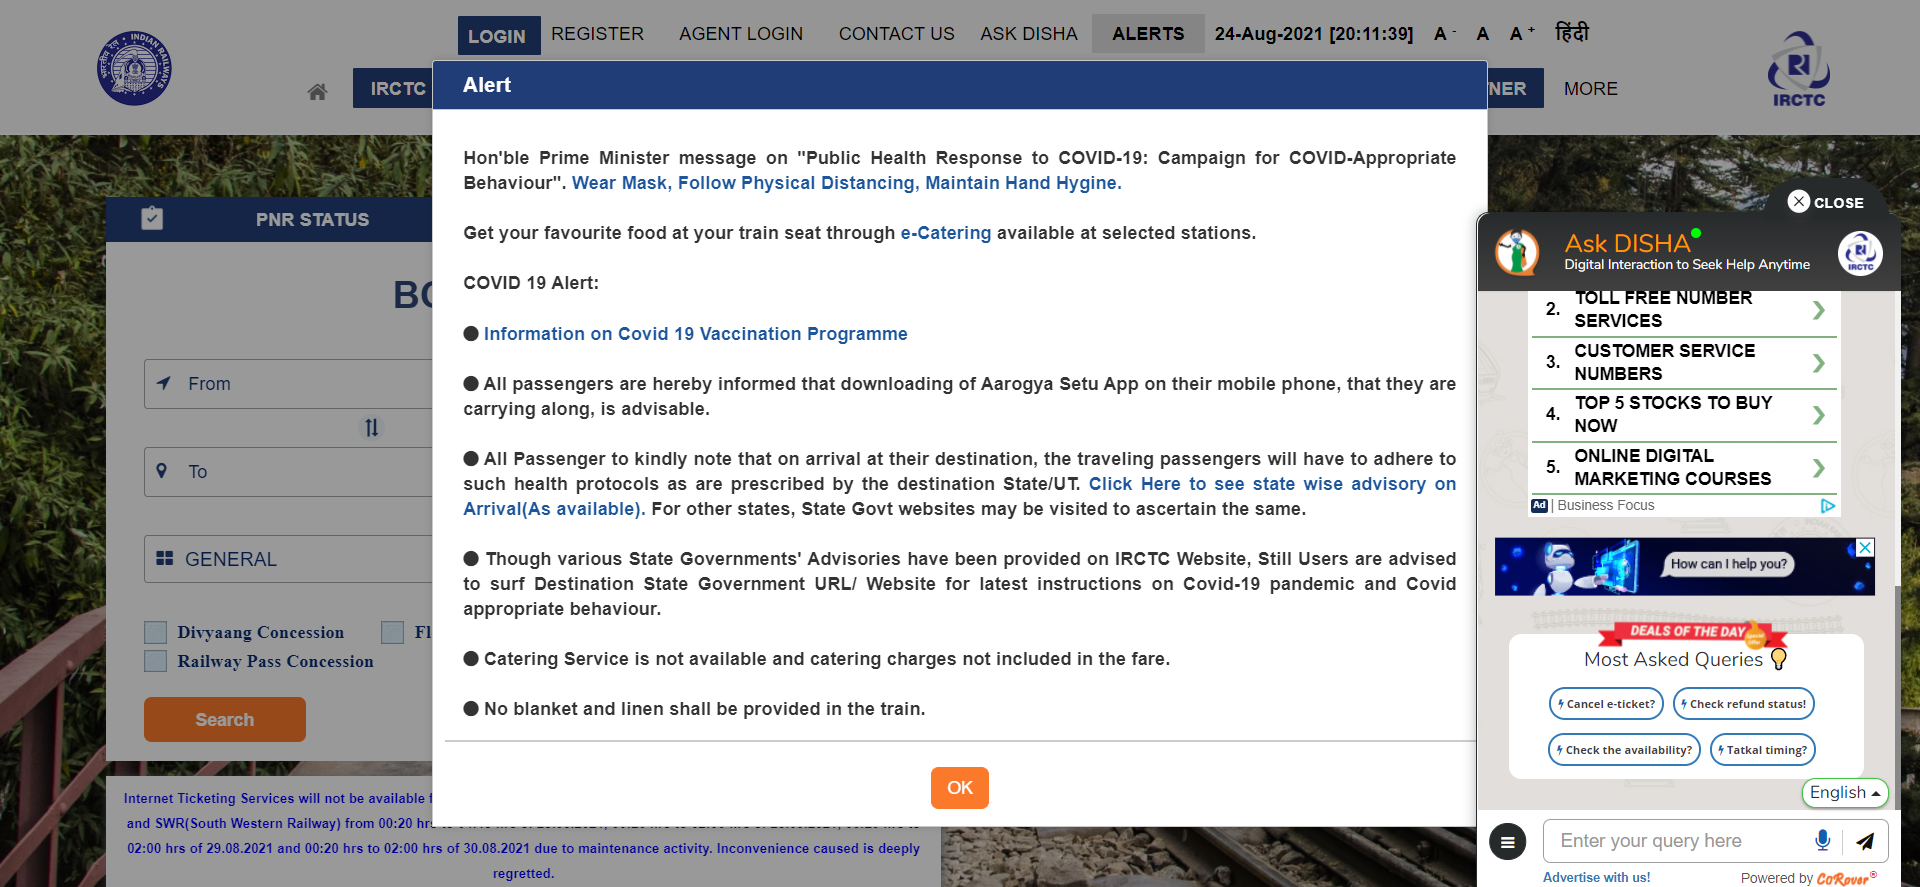 LOGIN
REGISTER
AGENT LOGIN
CONTACT US
ASK DISHA
ALERTS
24-Aug-2021 [20:11:39]
A -
A
A +
हिंदी
INDIAN RAILWAYS
IRCTC
NER
MORE
IRCTC
Alert
Hon'ble Prime Minister message on "Public Health Response to COVID-19: Campaign for COVID-Appropriate
Behaviour". Wear Mask, Follow Physical Distancing, Maintain Hand Hygine.
Get your favourite food at your train seat through e-Catering available at selected stations.
COVID 19 Alert:
● Information on Covid 19 Vaccination Programme
● All passengers are hereby informed that downloading of Aarogya Setu App on their mobile phone, that they are
carrying along, is advisable.
● All Passenger to kindly note that on arrival at their destination, the traveling passengers will have to adhere to
such health protocols as are prescribed by the destination State/UT. Click Here to see state wise advisory on
Arrival(As available). For other states, State Govt websites may be visited to ascertain the same.
● Though various State Governments' Advisories have been provided on IRCTC Website, Still Users are advised
to surf Destination State Government URL/ Website for latest instructions on Covid-19 pandemic and Covid
appropriate behaviour.
● Catering Service is not available and catering charges not included in the fare.
● No blanket and linen shall be provided in the train.
OK
PNR STATUS
From
To
GENERAL
Divyaang Concession
Railway Pass Concession
Search
Internet Ticketing Services will not be available
and SWR(South Western Railway) from 00:20
02:00 hrs of 29.08.2021 and 00:20 hrs to 02:00 hrs of 30.08.2021 due to maintenance activity. Inconvenience caused is deeply
regretted.
CLOSE
Ask DISHA
Digital Interaction to Seek Help Anytime
IRCTC
2. TOLL FREE NUMBER
SERVICES
3. CUSTOMER SERVICE
NUMBERS
4. TOP 5 STOCKS TO BUY
NOW
5. ONLINE DIGITAL
MARKETING COURSES
Ad | Business Focus
How can I help you?
DEALS OF THE DAY
Special Offer
Most Asked Queries
Cancel e-ticket?
Check refund status!
Check the availability?
Tatkal timing?
English
Enter your query here
Advertise with us!
Powered by CoRover®